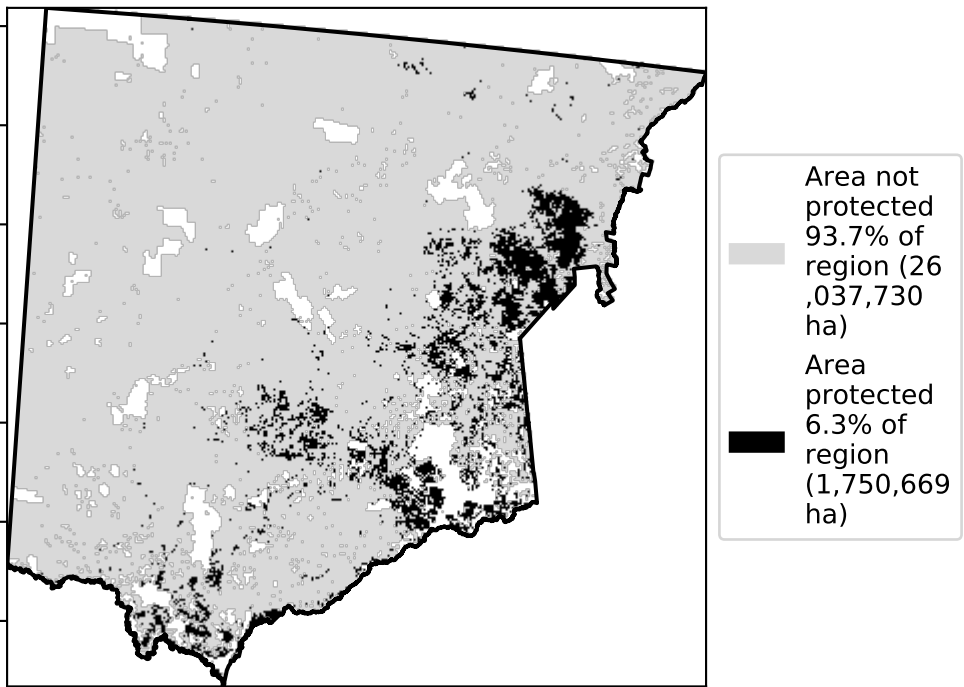 Area not
protected
93.7% of
region (26
,037,730
ha)
Area
protected
6.3% of
region
(1,750,669
ha)